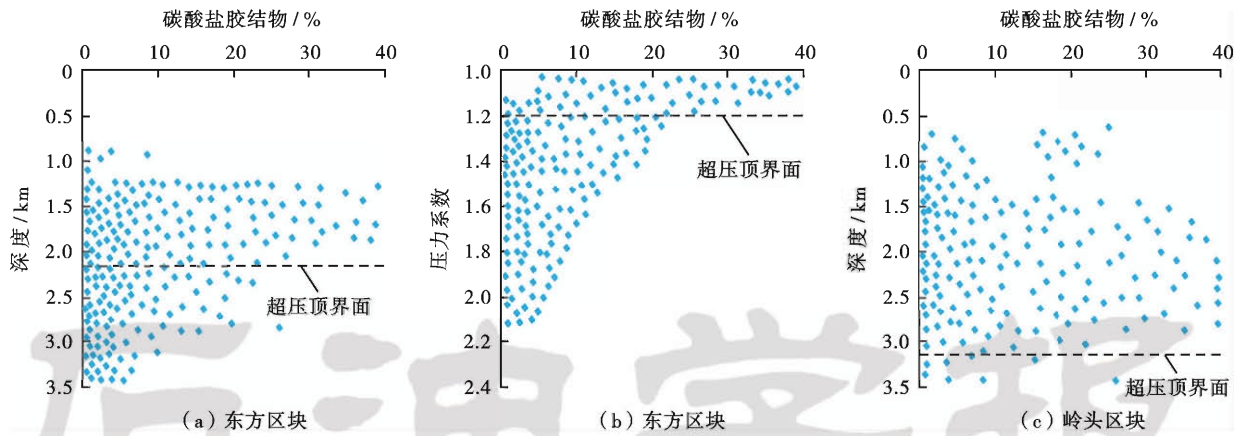 碳酸盐胶结物 / %
0 10 20 30 40
0
0.5
1.0
1.5
2.0
2.5
3.0
3.5
深度 / km
超压顶界面
(a)东方区块
碳酸盐胶结物 / %
0 10 20 30 40
1.0
1.2
1.4
1.6
1.8
2.0
2.2
2.4
压力系数
超压顶界面
(b)东方区块
碳酸盐胶结物 / %
0 10 20 30 40
0
0.5
1.0
1.5
2.0
2.5
3.0
3.5
深度 / km
超压顶界面
(c)岭头区块
石油学报